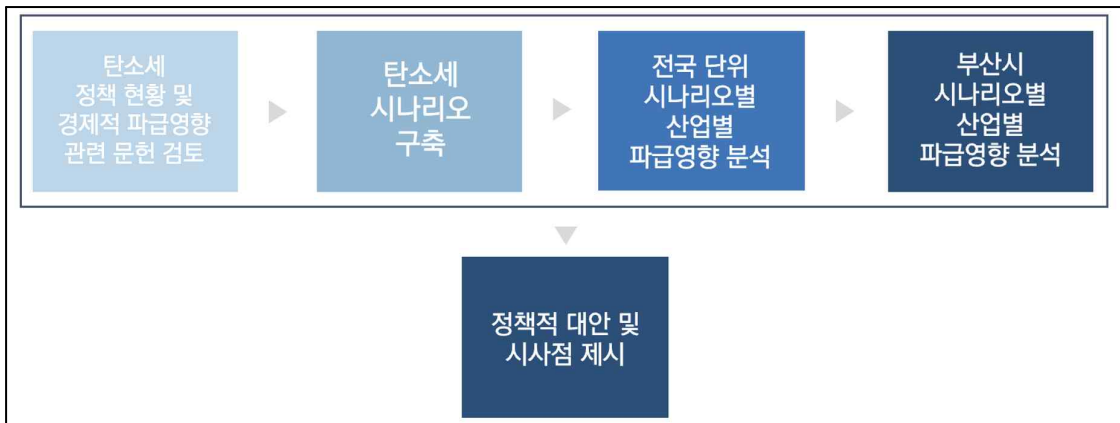 탄소세
정책 현황 및
경제적 파급영향
관련 문헌 검토
탄소세
시나리오
구축
전국 단위
시나리오별
산업별
파급영향 분석
부산시
시나리오별
산업별
파급영향 분석
정책적 대안 및
시사점 제시